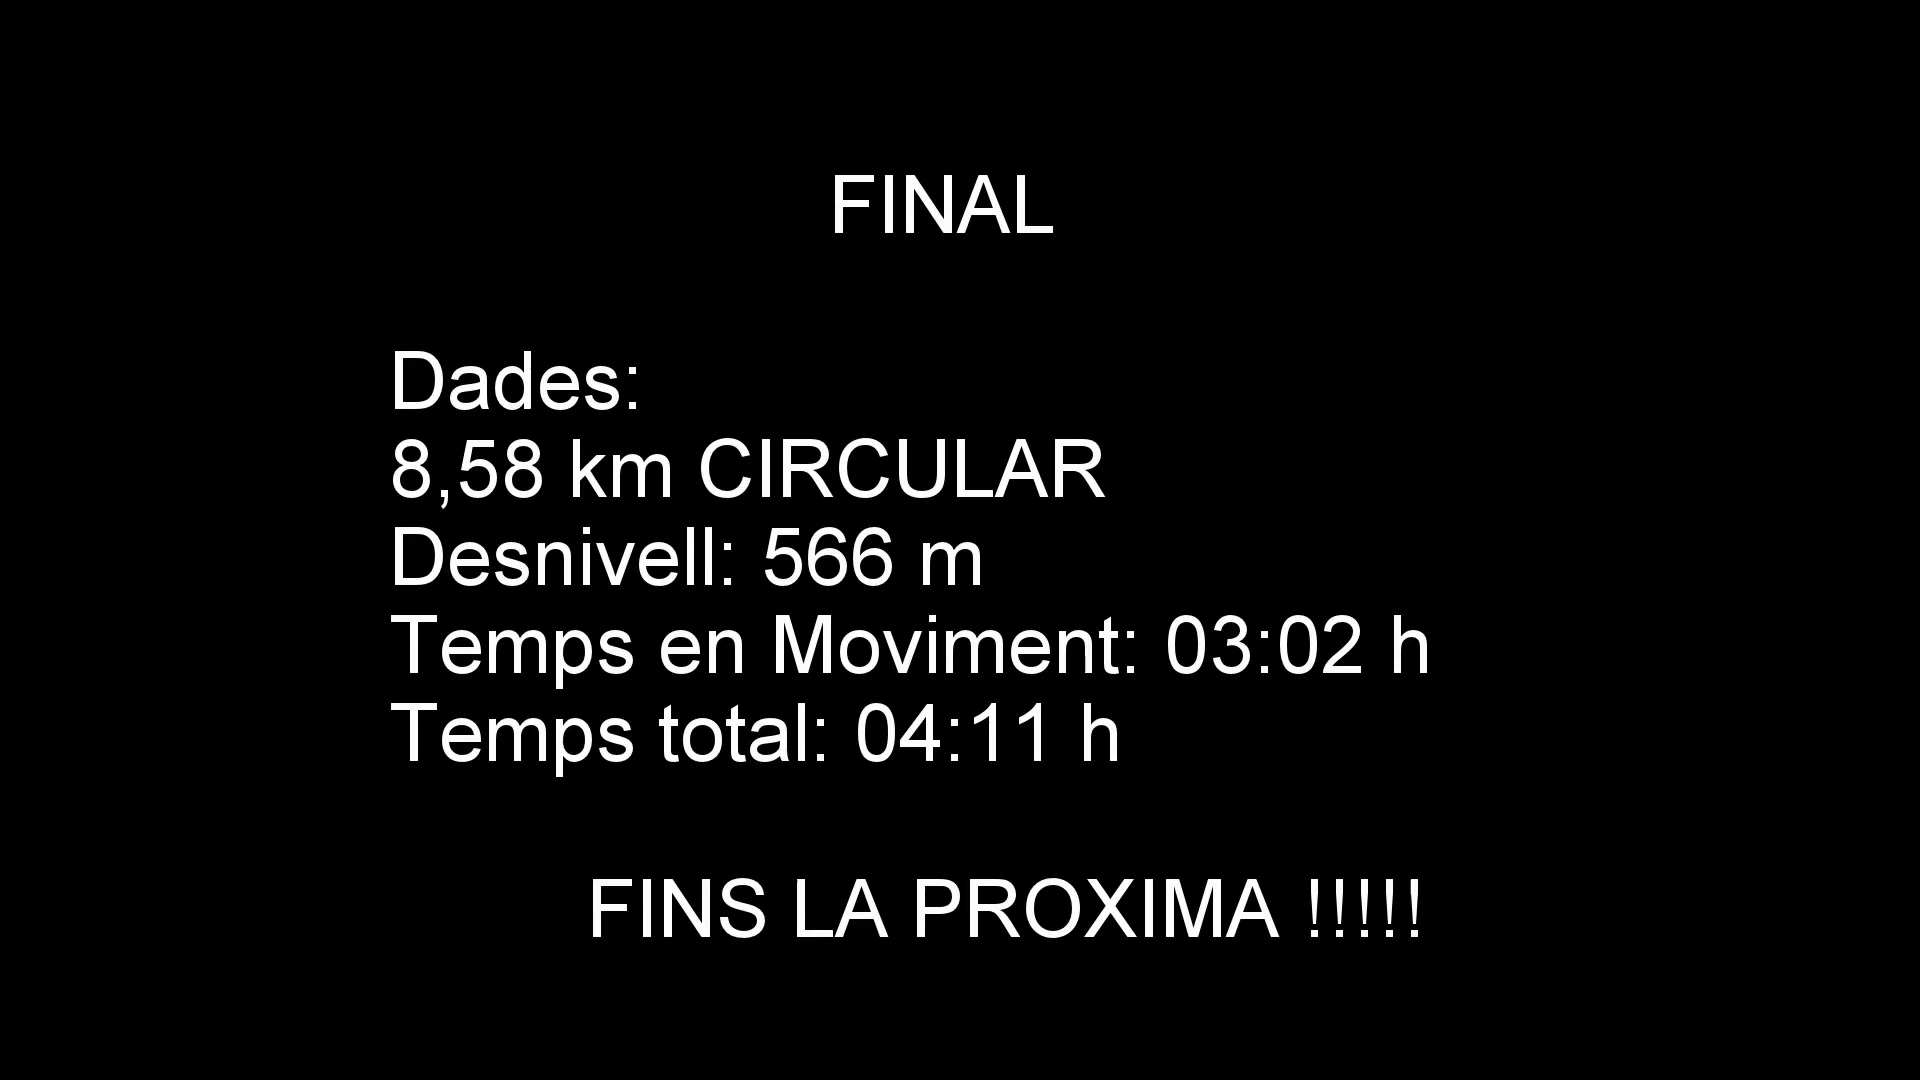 FINAL
Dades:
8,58 km CIRCULAR
Desnivell: 566 m
Temps en Moviment: 03:02 h
Temps total: 04:11 h
FINS LA PROXIMA !!!!!